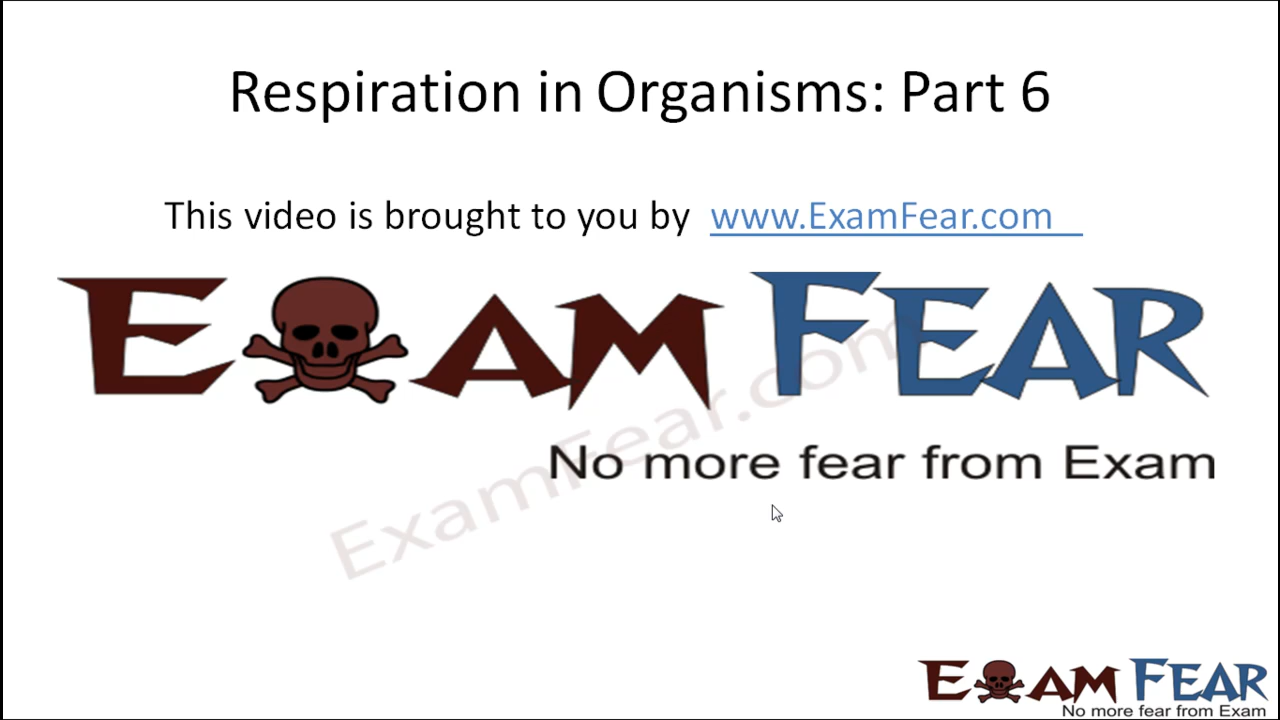 Respiration in Organisms: Part 6
This video is brought to you by www.ExamFear.com
EXAM FEAR
ExamFear.com
No more fear from Exam
EXAM FEAR
No more fear from Exam